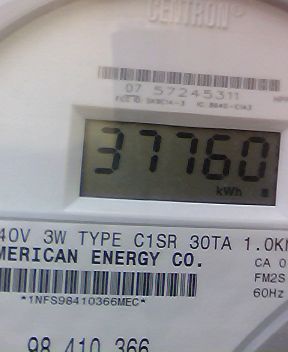 CENTRON®
07 57245311
37760
kWh
40V 3W TYPE C1SR 30TA 1.0K
MERICAN ENERGY CO.
CA 0
FM2S
60Hz
*1NFS98410366MEC*
98 410 366